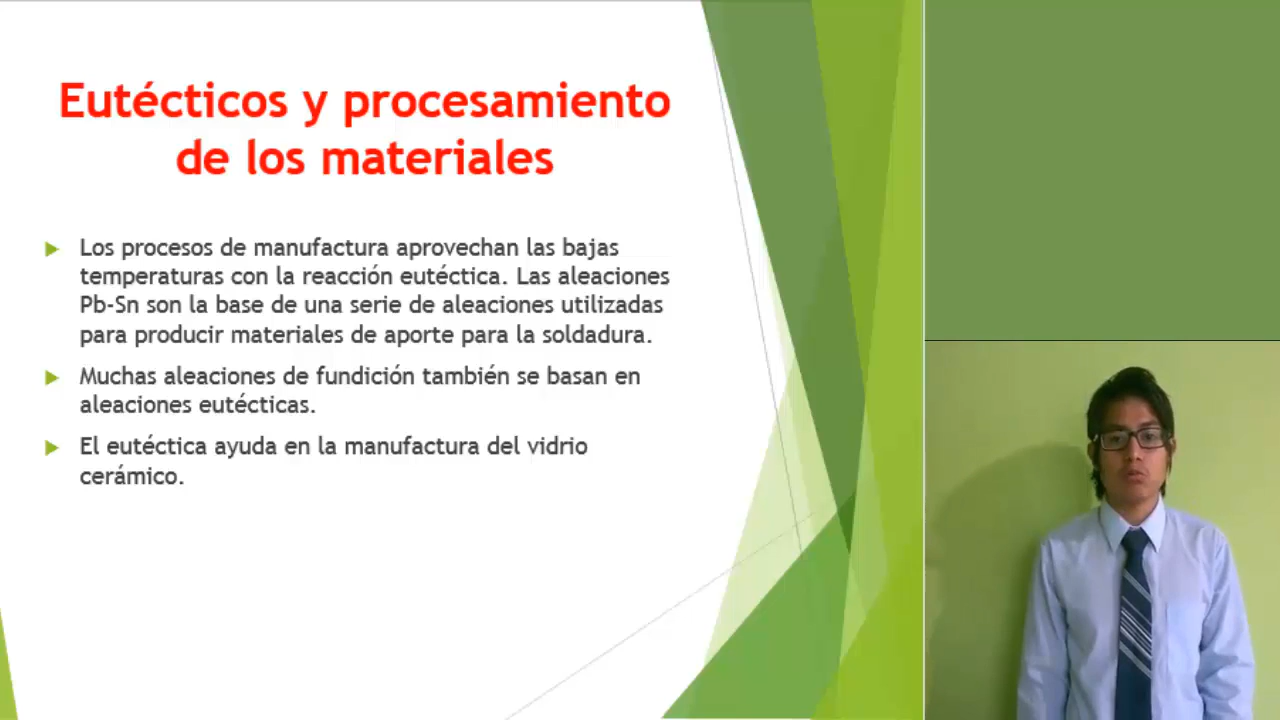 Eutécticos y procesamiento
de los materiales
Los procesos de manufactura aprovechan las bajas
temperaturas con la reacción eutéctica. Las aleaciones
Pb-Sn son la base de una serie de aleaciones utilizadas
para producir materiales de aporte para la soldadura.
Muchas aleaciones de fundición también se basan en
aleaciones eutécticas.
El eutéctica ayuda en la manufactura del vidrio
cerámico.